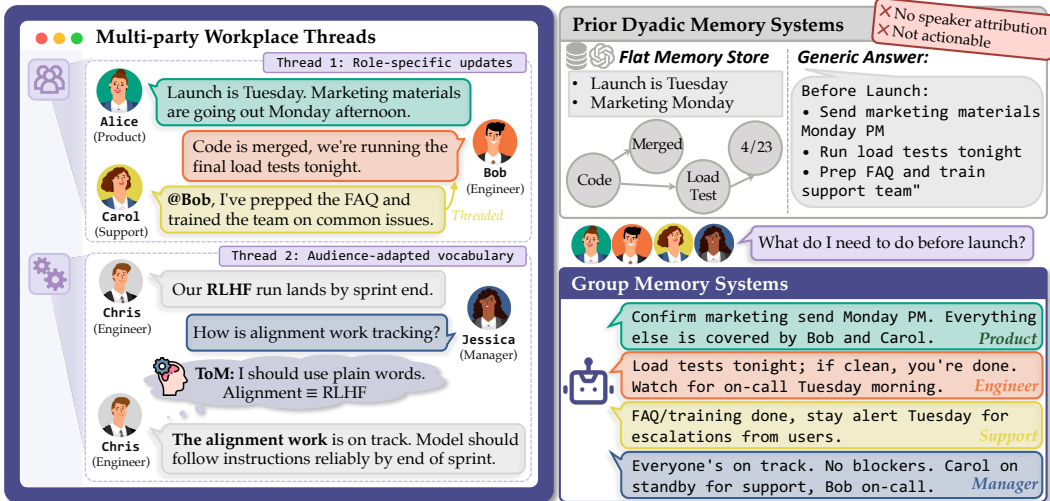 Multi-party Workplace Threads
Thread 1: Role-specific updates
Launch is Tuesday. Marketing materials
are going out Monday afternoon.
Alice
(Product)
Code is merged, we're running the
final load tests tonight.
Bob
(Engineer)
@Bob, I've prepped the FAQ and
trained the team on common issues.
Threaded
Carol
(Support)
Thread 2: Audience-adapted vocabulary
Our RLHF run lands by sprint end.
Chris
(Engineer)
How is alignment work tracking?
Jessica
(Manager)
ToM: I should use plain words.
Alignment ≡ RLHF
Chris
(Engineer)
The alignment work is on track. Model should
follow instructions reliably by end of sprint.
Prior Dyadic Memory Systems
× No speaker attribution
× Not actionable
Flat Memory Store
• Launch is Tuesday
• Marketing Monday
Code
Merged
Load
Test
4/23
Generic Answer:
Before Launch:
• Send marketing materials
Monday PM
• Run load tests tonight
• Prep FAQ and train
support team"
What do I need to do before launch?
Group Memory Systems
Confirm marketing send Monday PM. Everything
else is covered by Bob and Carol.
Product
Load tests tonight; if clean, you're done.
Watch for on-call Tuesday morning.
Engineer
FAQ/training done, stay alert Tuesday for
escalations from users.
Support
Everyone's on track. No blockers. Carol on
standby for support, Bob on-call.
Manager